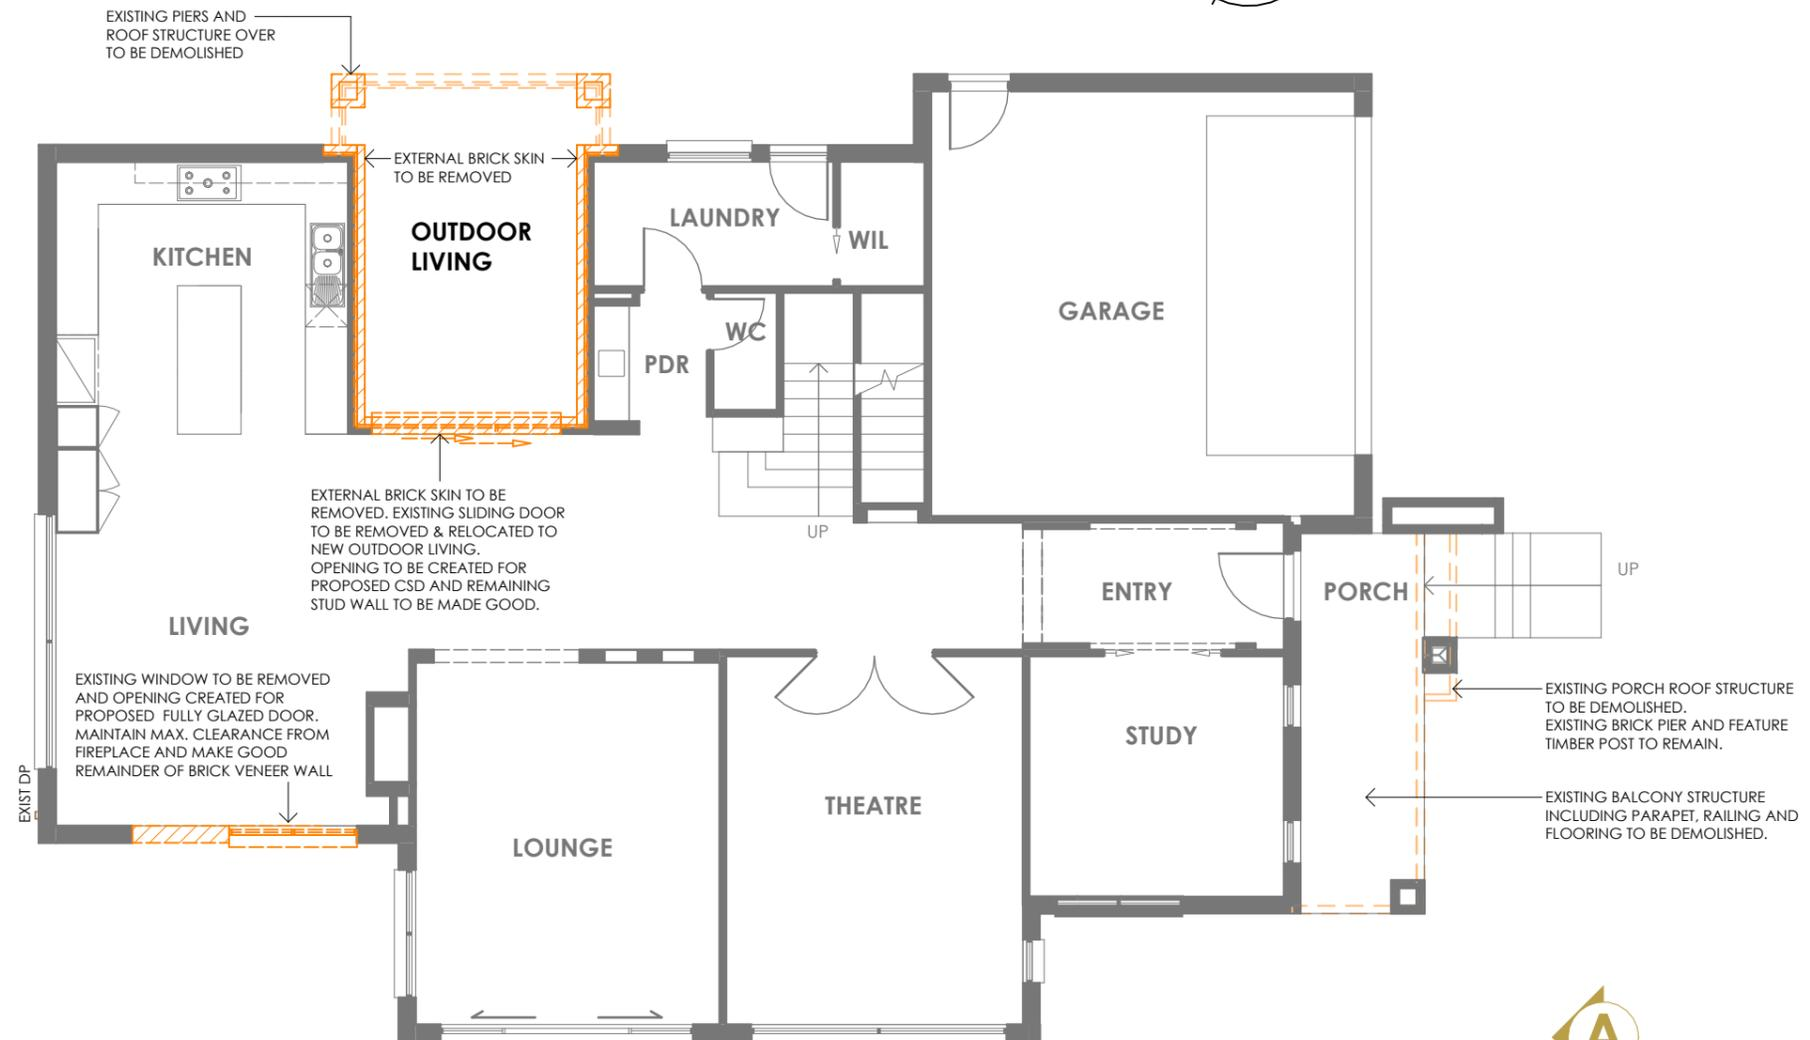 EXISTING PIERS AND
ROOF STRUCTURE OVER
TO BE DEMOLISHED
EXTERNAL BRICK SKIN
TO BE REMOVED
OUTDOOR
LIVING
KITCHEN
LAUNDRY
WIL
WC
PDR
GARAGE
EXTERNAL BRICK SKIN TO BE
REMOVED. EXISTING SLIDING DOOR
TO BE REMOVED & RELOCATED TO
NEW OUTDOOR LIVING.
OPENING TO BE CREATED FOR
PROPOSED CSD AND REMAINING
STUD WALL TO BE MADE GOOD.
UP
ENTRY
PORCH
UP
LIVING
EXISTING WINDOW TO BE REMOVED
AND OPENING CREATED FOR
PROPOSED FULLY GLAZED DOOR.
MAINTAIN MAX. CLEARANCE FROM
FIREPLACE AND MAKE GOOD
REMAINDER OF BRICK VENEER WALL
EXIST DP
STUDY
EXISTING PORCH ROOF STRUCTURE
TO BE DEMOLISHED.
EXISTING BRICK PIER AND FEATURE
TIMBER POST TO REMAIN.
THEATRE
EXISTING BALCONY STRUCTURE
INCLUDING PARAPET, RAILING AND
FLOORING TO BE DEMOLISHED.
LOUNGE
A